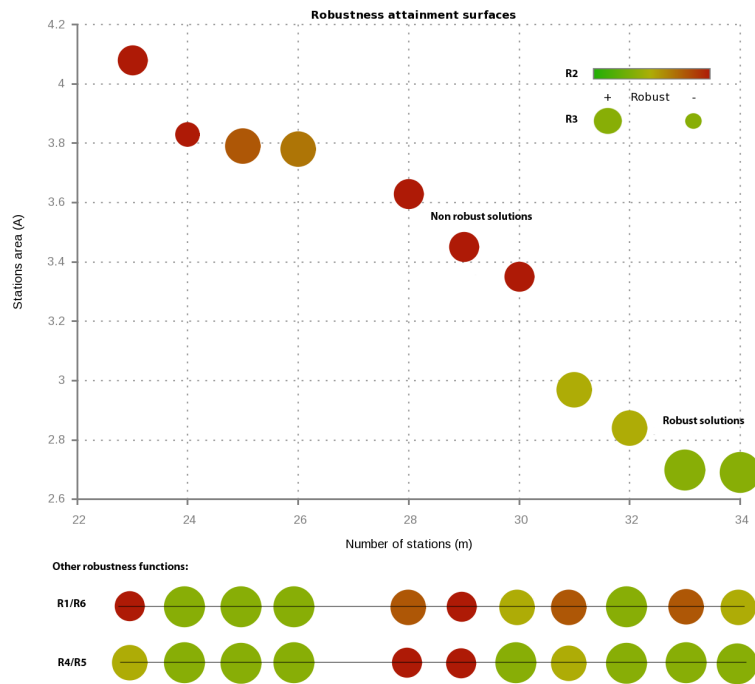 Robustness attainment surfaces
4.2
4
3.8
3.6
3.4
3.2
3
2.8
2.6
Stations area (A)
R2
+ Robust -
R3
Non robust solutions
Robust solutions
22 24 26 28 30 32 34
Number of stations (m)
Other robustness functions:
R1/R6
R4/R5